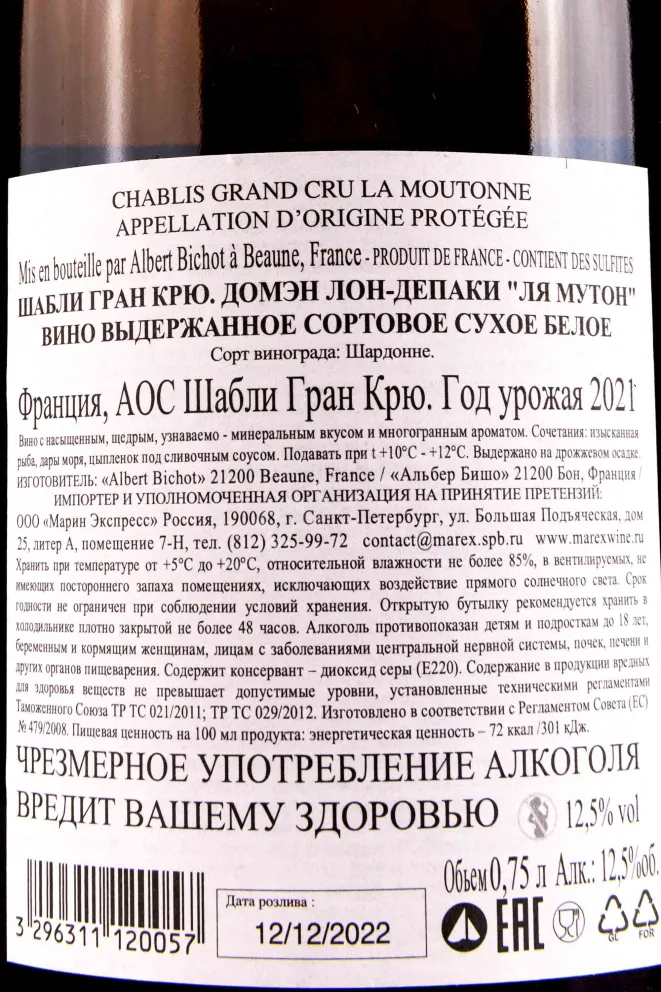 CHABLIS GRAND CRU LA MOUTONNE
APPELLATION D'ORIGINE PROTÉGÉE
Mis en bouteille par Albert Bichot à Beaune, France - PRODUIT DE FRANCE - CONTIENT DES SULFITES
ШАБЛИ ГРАН КРЮ. ДОМЭН ЛОН-ДЕПАКИ "ЛЯ МУТОН"
ВИНО ВЫДЕРЖАННОЕ СОРТОВОЕ СУХОЕ БЕЛОЕ
Сорт винограда: Шардонне.
Франция, АОС Шабли Гран Крю. Год урожая 2021
Вино с насыщенным, щедрым, узнаваемо - минеральным вкусом и многогранным ароматом. Сочетания: изысканная
рыба, дары моря, цыпленок под сливочным соусом. Подавать при t +10°C - +12°C. Выдержано на дрожжевом осадке.
ИЗГОТОВИТЕЛЬ: «Albert Bichot» 21200 Beaune, France / «Альбер Бишо» 21200 Бон, Франция /
ИМПОРТЕР И УПОЛНОМОЧЕННАЯ ОРГАНИЗАЦИЯ НА ПРИНЯТИЕ ПРЕТЕНЗИЙ:
ООО «Марин Экспресс» Россия, 190068, г. Санкт-Петербург, ул. Большая Подъяческая, дом
25, литер А, помещение 7-Н, тел. (812) 325-99-72 contact@marex.spb.ru www.marexwine.ru
Хранить при температуре от +5°C до +20°C, относительной влажности не более 85%, в вентилируемых, не
имеющих постороннего запаха помещениях, исключающих воздействие прямого солнечного света. Срок
годности не ограничен при соблюдении условий хранения. Открытую бутылку рекомендуется хранить в
холодильнике плотно закрытой не более 48 часов. Алкоголь противопоказан детям и подросткам до 18 лет,
беременным и кормящим женщинам, лицам с заболеваниями центральной нервной системы, почек, печени и
других органов пищеварения. Содержит консервант – диоксид серы (Е220). Содержание в продукции вредных
для здоровья веществ не превышает допустимые уровни, установленные техническими регламентами
Таможенного Союза ТР ТС 021/2011; ТР ТС 029/2012. Изготовлено в соответствии с Регламентом Совета (ЕС)
№ 479/2008. Пищевая ценность на 100 мл продукта: энергетическая ценность – 72 ккал /301 кДж.
ЧРЕЗМЕРНОЕ УПОТРЕБЛЕНИЕ АЛКОГОЛЯ
ВРЕДИТ ВАШЕМУ ЗДОРОВЬЮ 12,5% vol
Обьем 0,75 л Алк.: 12,5%об.
Дата розлива :
12/12/2022
3 296311 120057
EAC
GL
FOR